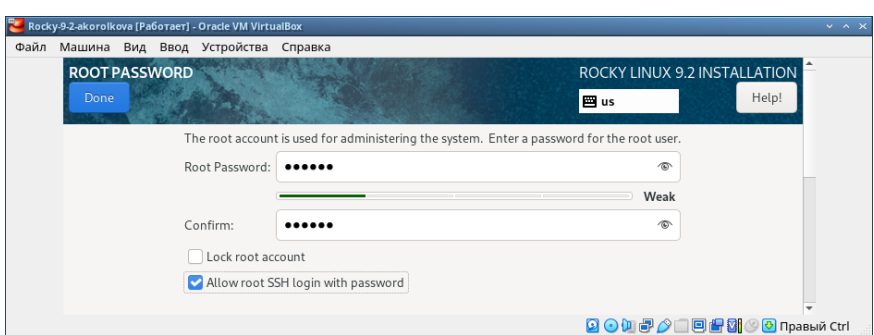 Rocky-9-2-akorolkova [Работает] - Oracle VM VirtualBox
Файл Машина Вид Ввод Устройства Справка
ROOT PASSWORD ROCKY LINUX 9.2 INSTALLATION
Done us Help!
The root account is used for administering the system. Enter a password for the root user.
Root Password: ●●●●●●
Weak
Confirm: ●●●●●●
Lock root account
Allow root SSH login with password
Правый Ctrl